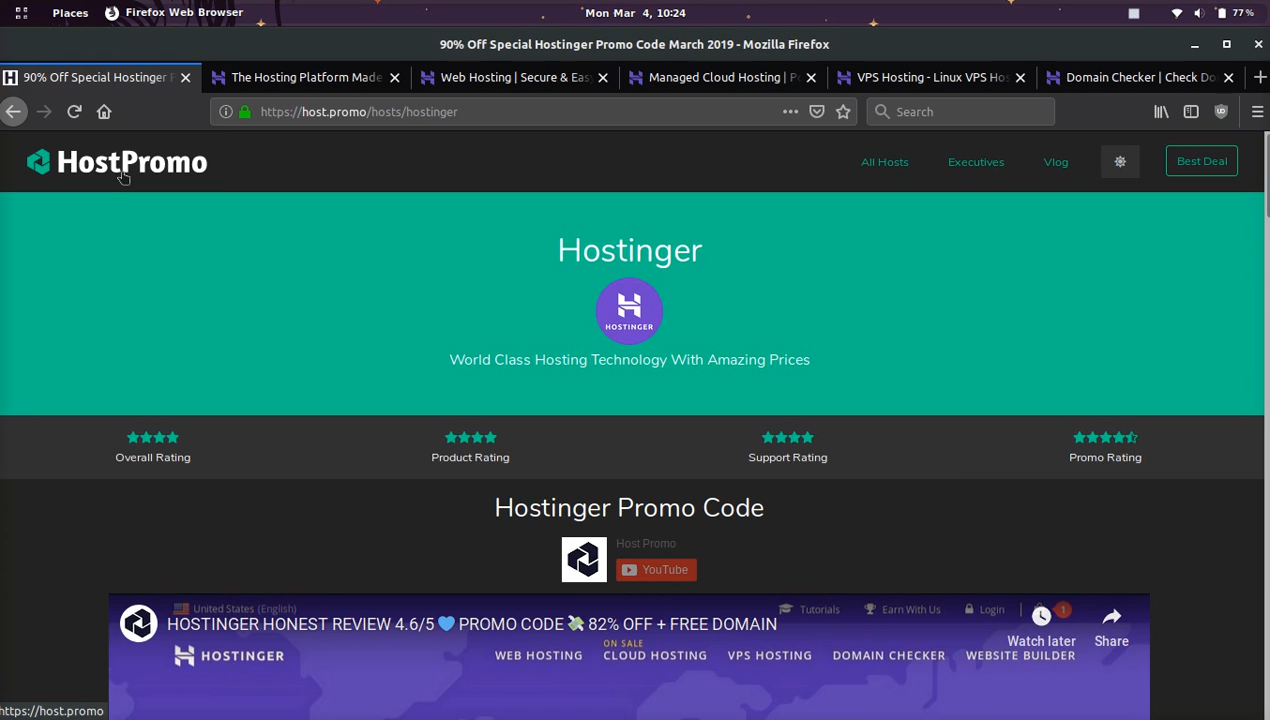 Places Firefox Web Browser Mon Mar 4, 10:24 77%
90% Off Special Hostinger Promo Code March 2019 - Mozilla Firefox
90% Off Special Hostinger The Hosting Platform Made Web Hosting | Secure & Eas Managed Cloud Hosting | P VPS Hosting - Linux VPS Hos Domain Checker | Check Do
https://host.promo/hosts/hostinger Search
HostPromo All Hosts Executives Vlog Best Deal
Hostinger
HOSTINGER
World Class Hosting Technology With Amazing Prices
Overall Rating Product Rating Support Rating Promo Rating
Hostinger Promo Code
Host Promo
YouTube
United States (English) Tutorials Earn With Us Login 1
HOSTINGER HONEST REVIEW 4.6/5 💙 PROMO CODE 💸 82% OFF + FREE DOMAIN
Watch later Share
ON SALE
HOSTINGER WEB HOSTING CLOUD HOSTING VPS HOSTING DOMAIN CHECKER WEBSITE BUILDER
https://host.promo